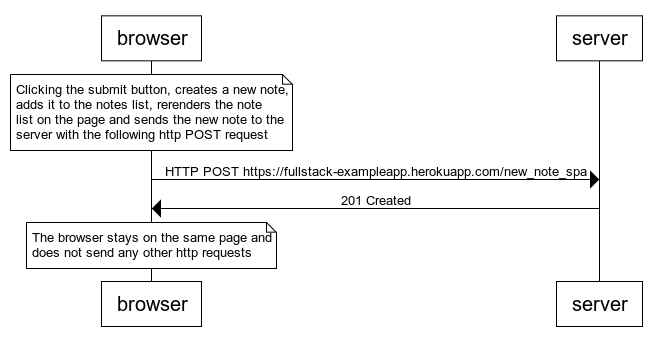 browser
server
Clicking the submit button, creates a new note,
adds it to the notes list, rerenders the note
list on the page and sends the new note to the
server with the following http POST request
HTTP POST https://fullstack-exampleapp.herokuapp.com/new_note_spa
201 Created
The browser stays on the same page and
does not send any other http requests
browser
server